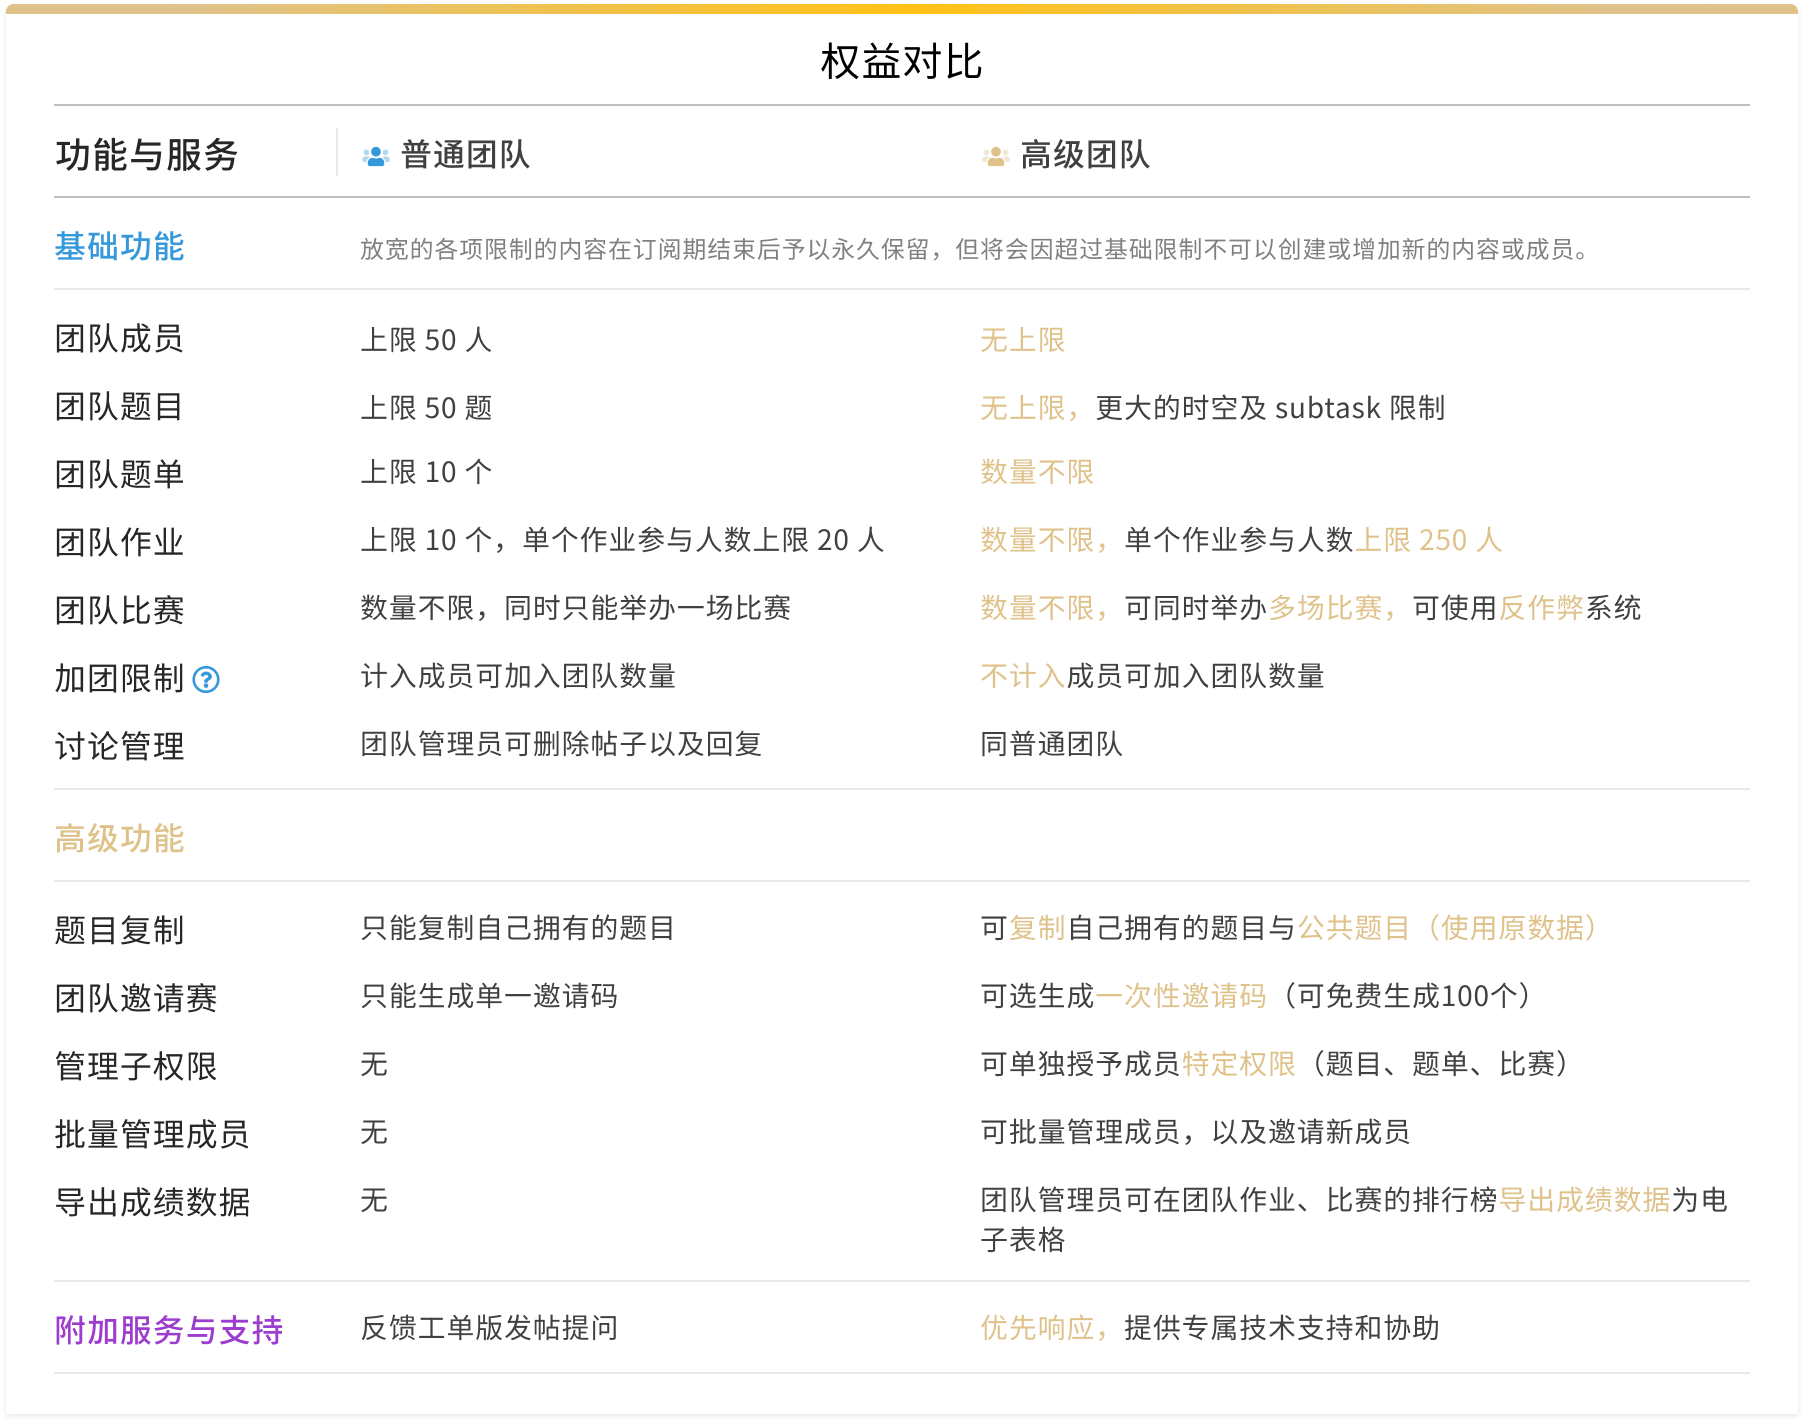 权益对比
功能与服务 普通团队 高级团队
基础功能 放宽的各项限制的内容在订阅期结束后予以永久保留，但将会因超过基础限制不可以创建或增加新的内容或成员。
团队成员 上限 50 人 无上限
团队题目 上限 50 题 无上限，更大的时空及 subtask 限制
团队题单 上限 10 个 数量不限
团队作业 上限 10 个，单个作业参与人数上限 20 人 数量不限，单个作业参与人数上限 250 人
团队比赛 数量不限，同时只能举办一场比赛 数量不限，可同时举办多场比赛，可使用反作弊系统
加团限制 ? 计入成员可加入团队数量 不计入成员可加入团队数量
讨论管理 团队管理员可删除帖子以及回复 同普通团队
高级功能
题目复制 只能复制自己拥有的题目 可复制自己拥有的题目与公共题目（使用原数据）
团队邀请赛 只能生成单一邀请码 可选生成一次性邀请码（可免费生成100个）
管理子权限 无 可单独授予成员特定权限（题目、题单、比赛）
批量管理成员 无 可批量管理成员，以及邀请新成员
导出成绩数据 无 团队管理员可在团队作业、比赛的排行榜导出成绩数据为电
子表格
附加服务与支持 反馈工单版发帖提问 优先响应，提供专属技术支持和协助